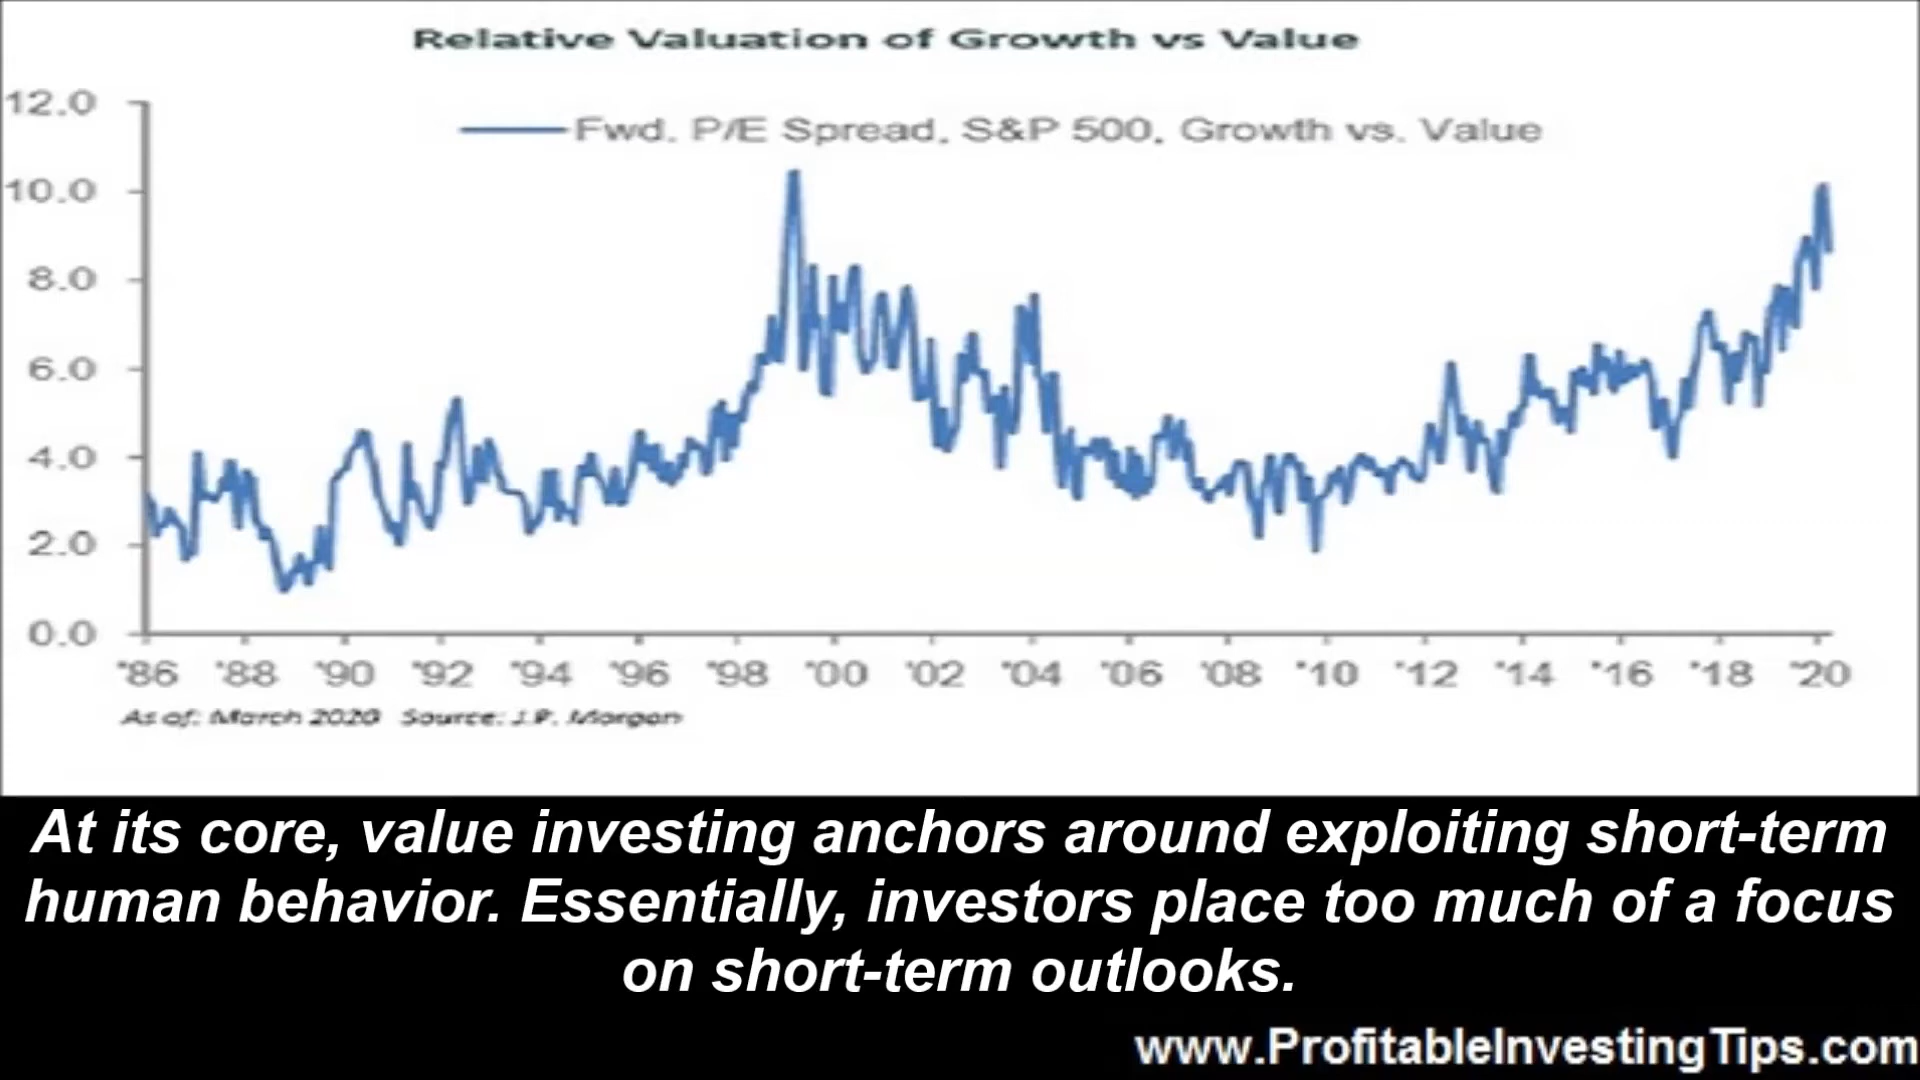 Relative Valuation of Growth vs Value
Fwd. P/E Spread, S&P 500, Growth vs. Value
12.0
10.0
8.0
6.0
4.0
2.0
0.0
'86 '88 '90 '92 '94 '96 '98 '00 '02 '04 '06 '08 '10 '12 '14 '16 '18 '20
As of: March 2020 Source: J.P. Morgan
At its core, value investing anchors around exploiting short-term
human behavior. Essentially, investors place too much of a focus
on short-term outlooks.
www.ProfitableInvestingTips.com